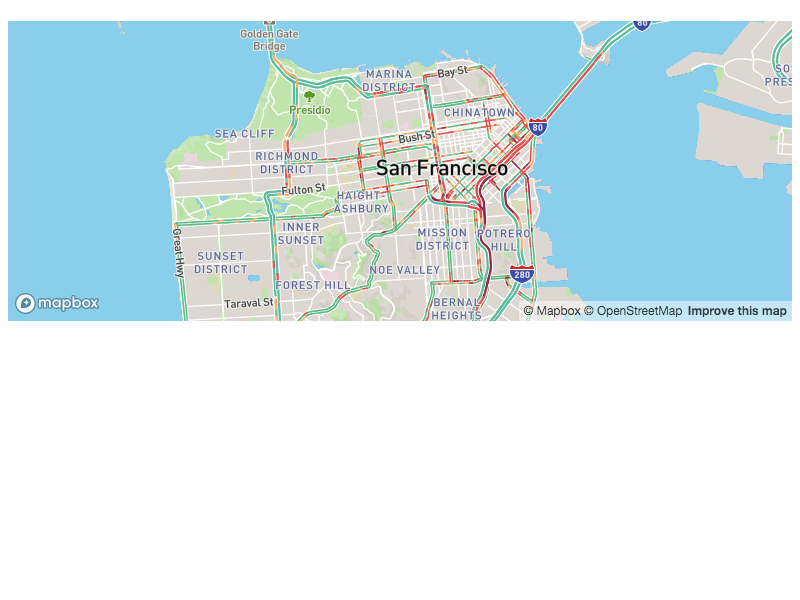 Golden Gate
Bridge
80
SO
PRES
MARINA
DISTRICT
Bay St
Presidio
CHINATOWN
80
SEA CLIFF
Bush St
RICHMOND
DISTRICT
San Francisco
Fulton St
HAIGHT-
ASHBURY
INNER
SUNSET
Great Hwy
MISSION
DISTRICT
POTRERO
HILL
SUNSET
DISTRICT
NOE VALLEY
280
FOREST HILL
Taraval St
BERNAL
HEIGHTS
mapbox
© Mapbox © OpenStreetMap Improve this map